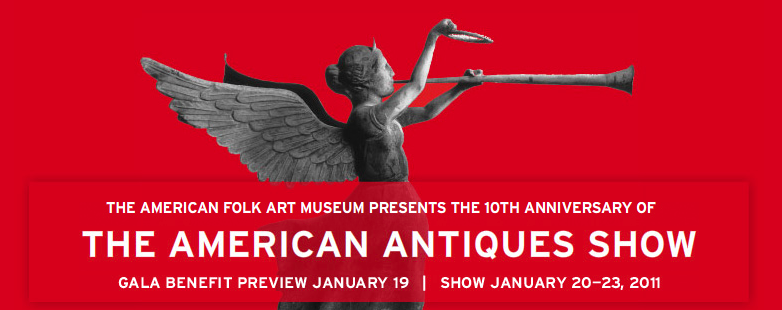 THE AMERICAN FOLK ART MUSEUM PRESENTS THE 10TH ANNIVERSARY OF
THE AMERICAN ANTIQUES SHOW
GALA BENEFIT PREVIEW JANUARY 19 | SHOW JANUARY 20–23, 2011